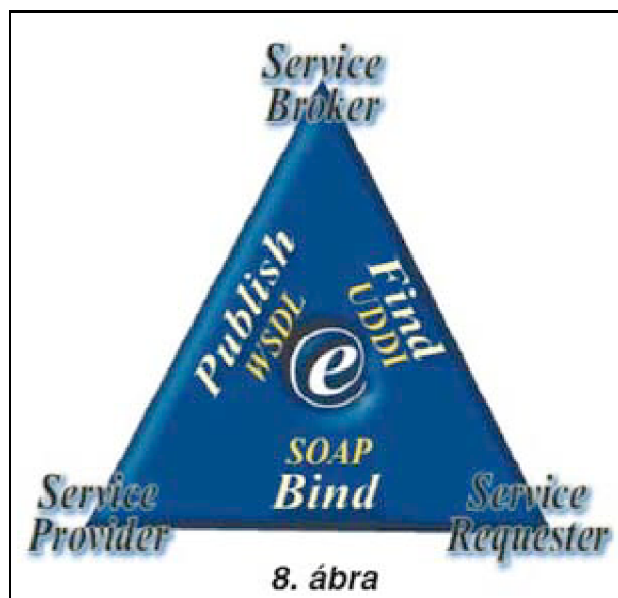 Service
Broker
Publish
WSDL
Find
UDDI
e
SOAP
Bind
Service
Provider
Service
Requester
8. ábra